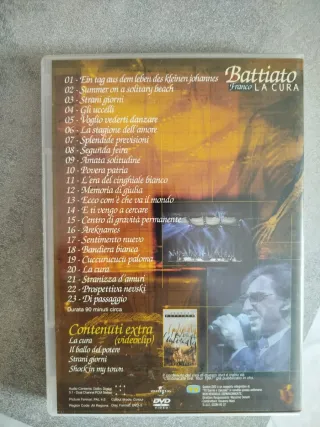 Battiato
Franco LA CURA
01 - Ein tag aus dem leben des kleinen johannes
02 - Summer on a solitary beach
03 - Strani giorni
04 - Gli uccelli
05 - Voglio vederti danzare
06 - La stagione dell'amore
07 - Splendide previsioni
08 - Segunda feira
09 - Amata solitudine
10 - Povera patria
11 - L'era del cinghiale bianco
12 - Memoria di giulia
13 - Ecco com'è che va il mondo
14 - E ti vengo a cercare
15 - Centro di gravità permanente
16 - Areknames
17 - Sentimento nuevo
18 - Bandiera bianca
19 - Cuccurucucù paloma
20 - La cura
21 - Stranizza d'amuri
22 - Prospettiva nevski
23 - Di passaggio
Durata 90 minuti circa
Contenuti extra
La cura (videoclip)
Il ballo del potere
Strani giorni
Shock in my town
DVD
VIDEO